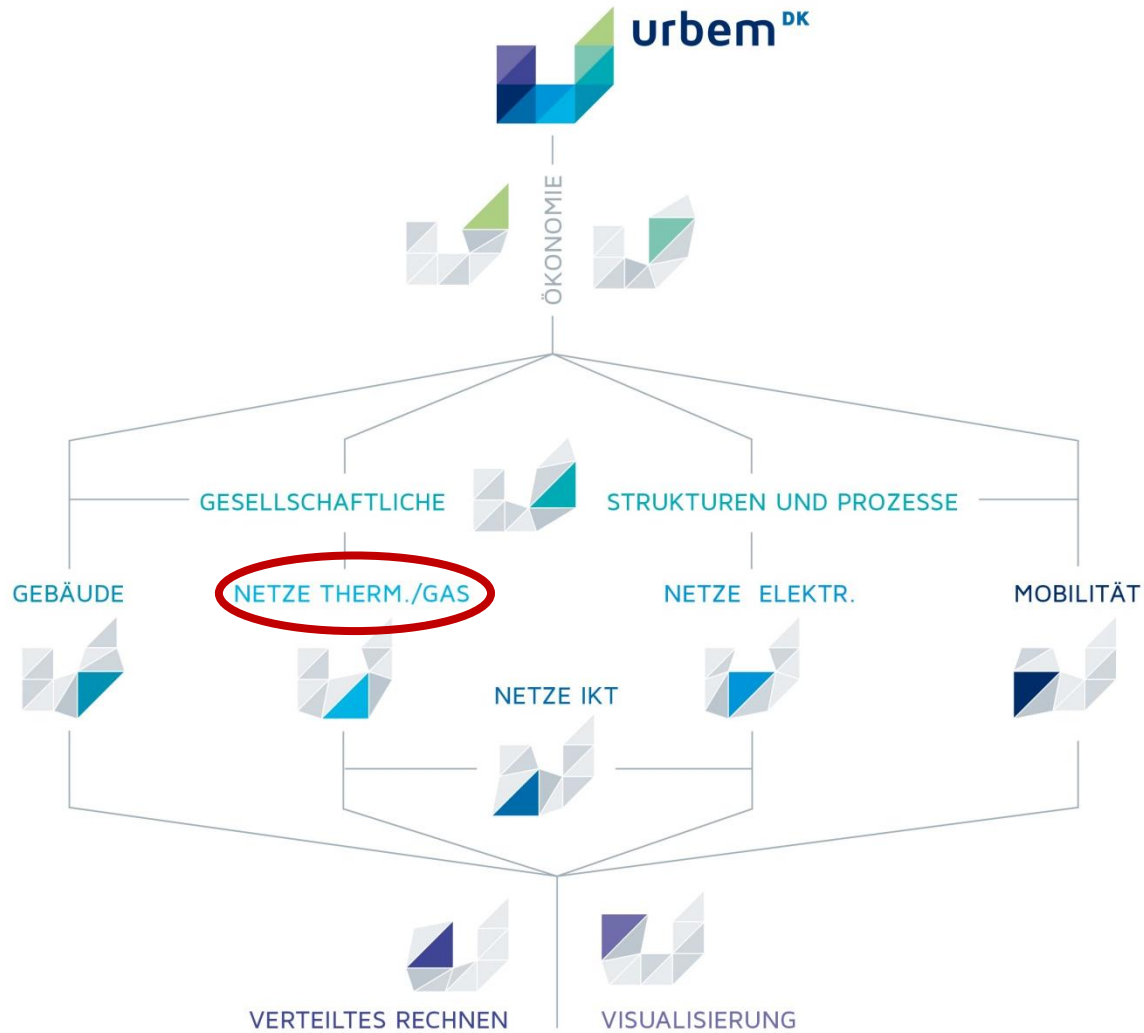 urbem DK
ÖKONOMIE
GESELLSCHAFTLICHE STRUKTUREN UND PROZESSE
GEBÄUDE NETZE THERM./GAS NETZE ELEKTR. MOBILITÄT
NETZE IKT
VERTEILTES RECHNEN VISUALISIERUNG